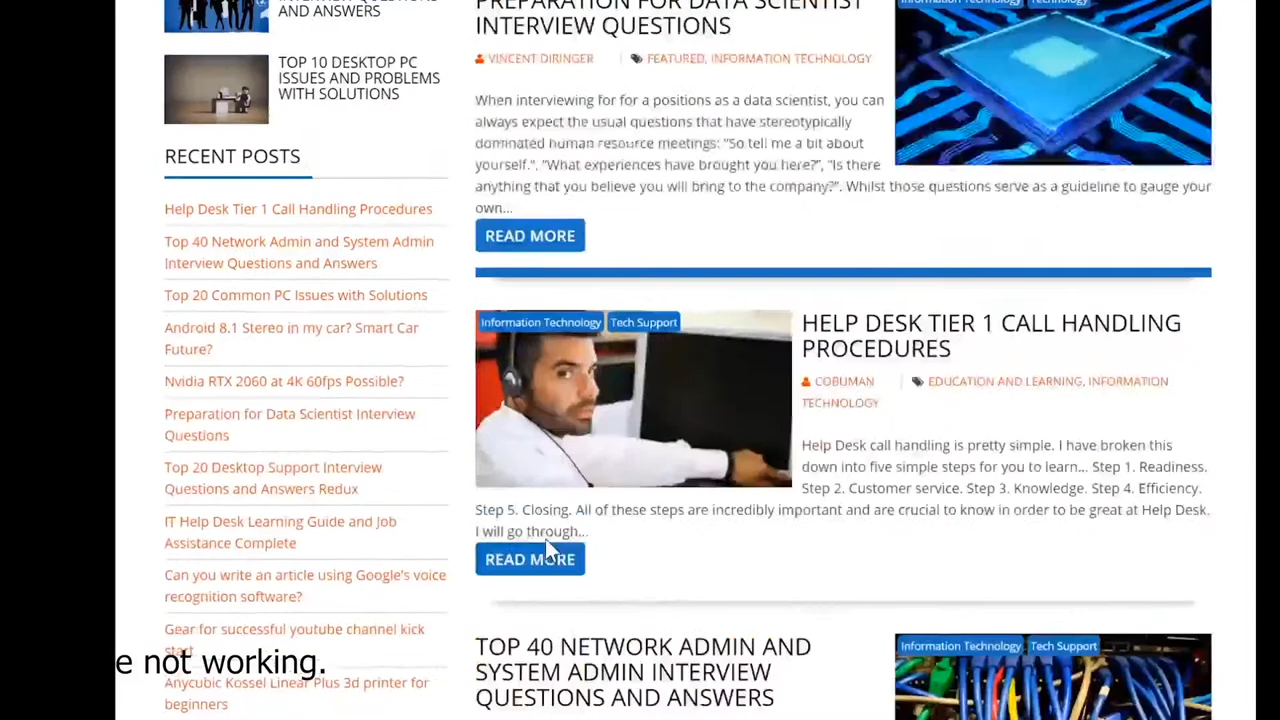 INTERVIEW QUESTIONS
AND ANSWERS
TOP 10 DESKTOP PC
ISSUES AND PROBLEMS
WITH SOLUTIONS
RECENT POSTS
Help Desk Tier 1 Call Handling Procedures
Top 40 Network Admin and System Admin
Interview Questions and Answers
Top 20 Common PC Issues with Solutions
Android 8.1 Stereo in my car? Smart Car
Future?
Nvidia RTX 2060 at 4K 60fps Possible?
Preparation for Data Scientist Interview
Questions
Top 20 Desktop Support Interview
Questions and Answers Redux
IT Help Desk Learning Guide and Job
Assistance Complete
Can you write an article using Google's voice
recognition software?
Gear for successful youtube channel kick
start
e not working.
Anycubic Kossel Linear Plus 3d printer for
beginners
PREPARATION FOR DATA SCIENTIST
INTERVIEW QUESTIONS
VINCENT DIRINGER
FEATURED, INFORMATION TECHNOLOGY
Information Technology
Technology
When interviewing for for a positions as a data scientist, you can
always expect the usual questions that have stereotypically
dominated human resource meetings: "So tell me a bit about
yourself.", "What experiences have brought you here?", "Is there
anything that you believe you will bring to the company?". Whilst those questions serve as a guideline to gauge your
own...
READ MORE
Information Technology
Tech Support
HELP DESK TIER 1 CALL HANDLING
PROCEDURES
COBUMAN
EDUCATION AND LEARNING, INFORMATION
TECHNOLOGY
Help Desk call handling is pretty simple. I have broken this
down into five simple steps for you to learn... Step 1. Readiness.
Step 2. Customer service. Step 3. Knowledge. Step 4. Efficiency.
Step 5. Closing. All of these steps are incredibly important and are crucial to know in order to be great at Help Desk.
I will go through...
READ MORE
TOP 40 NETWORK ADMIN AND
SYSTEM ADMIN INTERVIEW
QUESTIONS AND ANSWERS
Information Technology
Tech Support